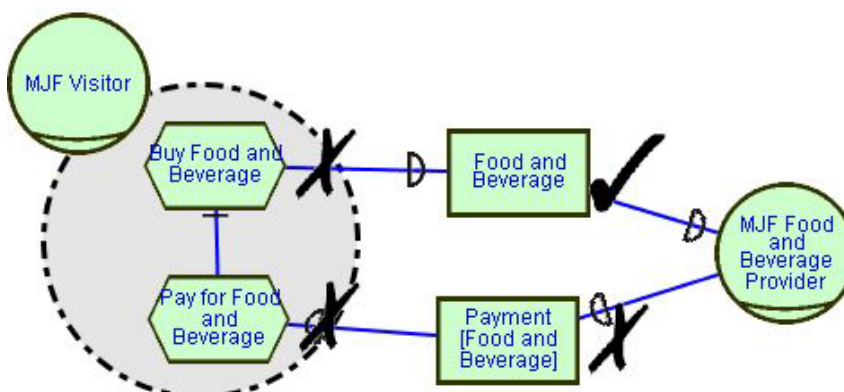 MJF Visitor
Buy Food and
Beverage
Food and
Beverage
MJF Food
and
Beverage
Provider
Pay for Food
and
Beverage
Payment
[Food and
Beverage]